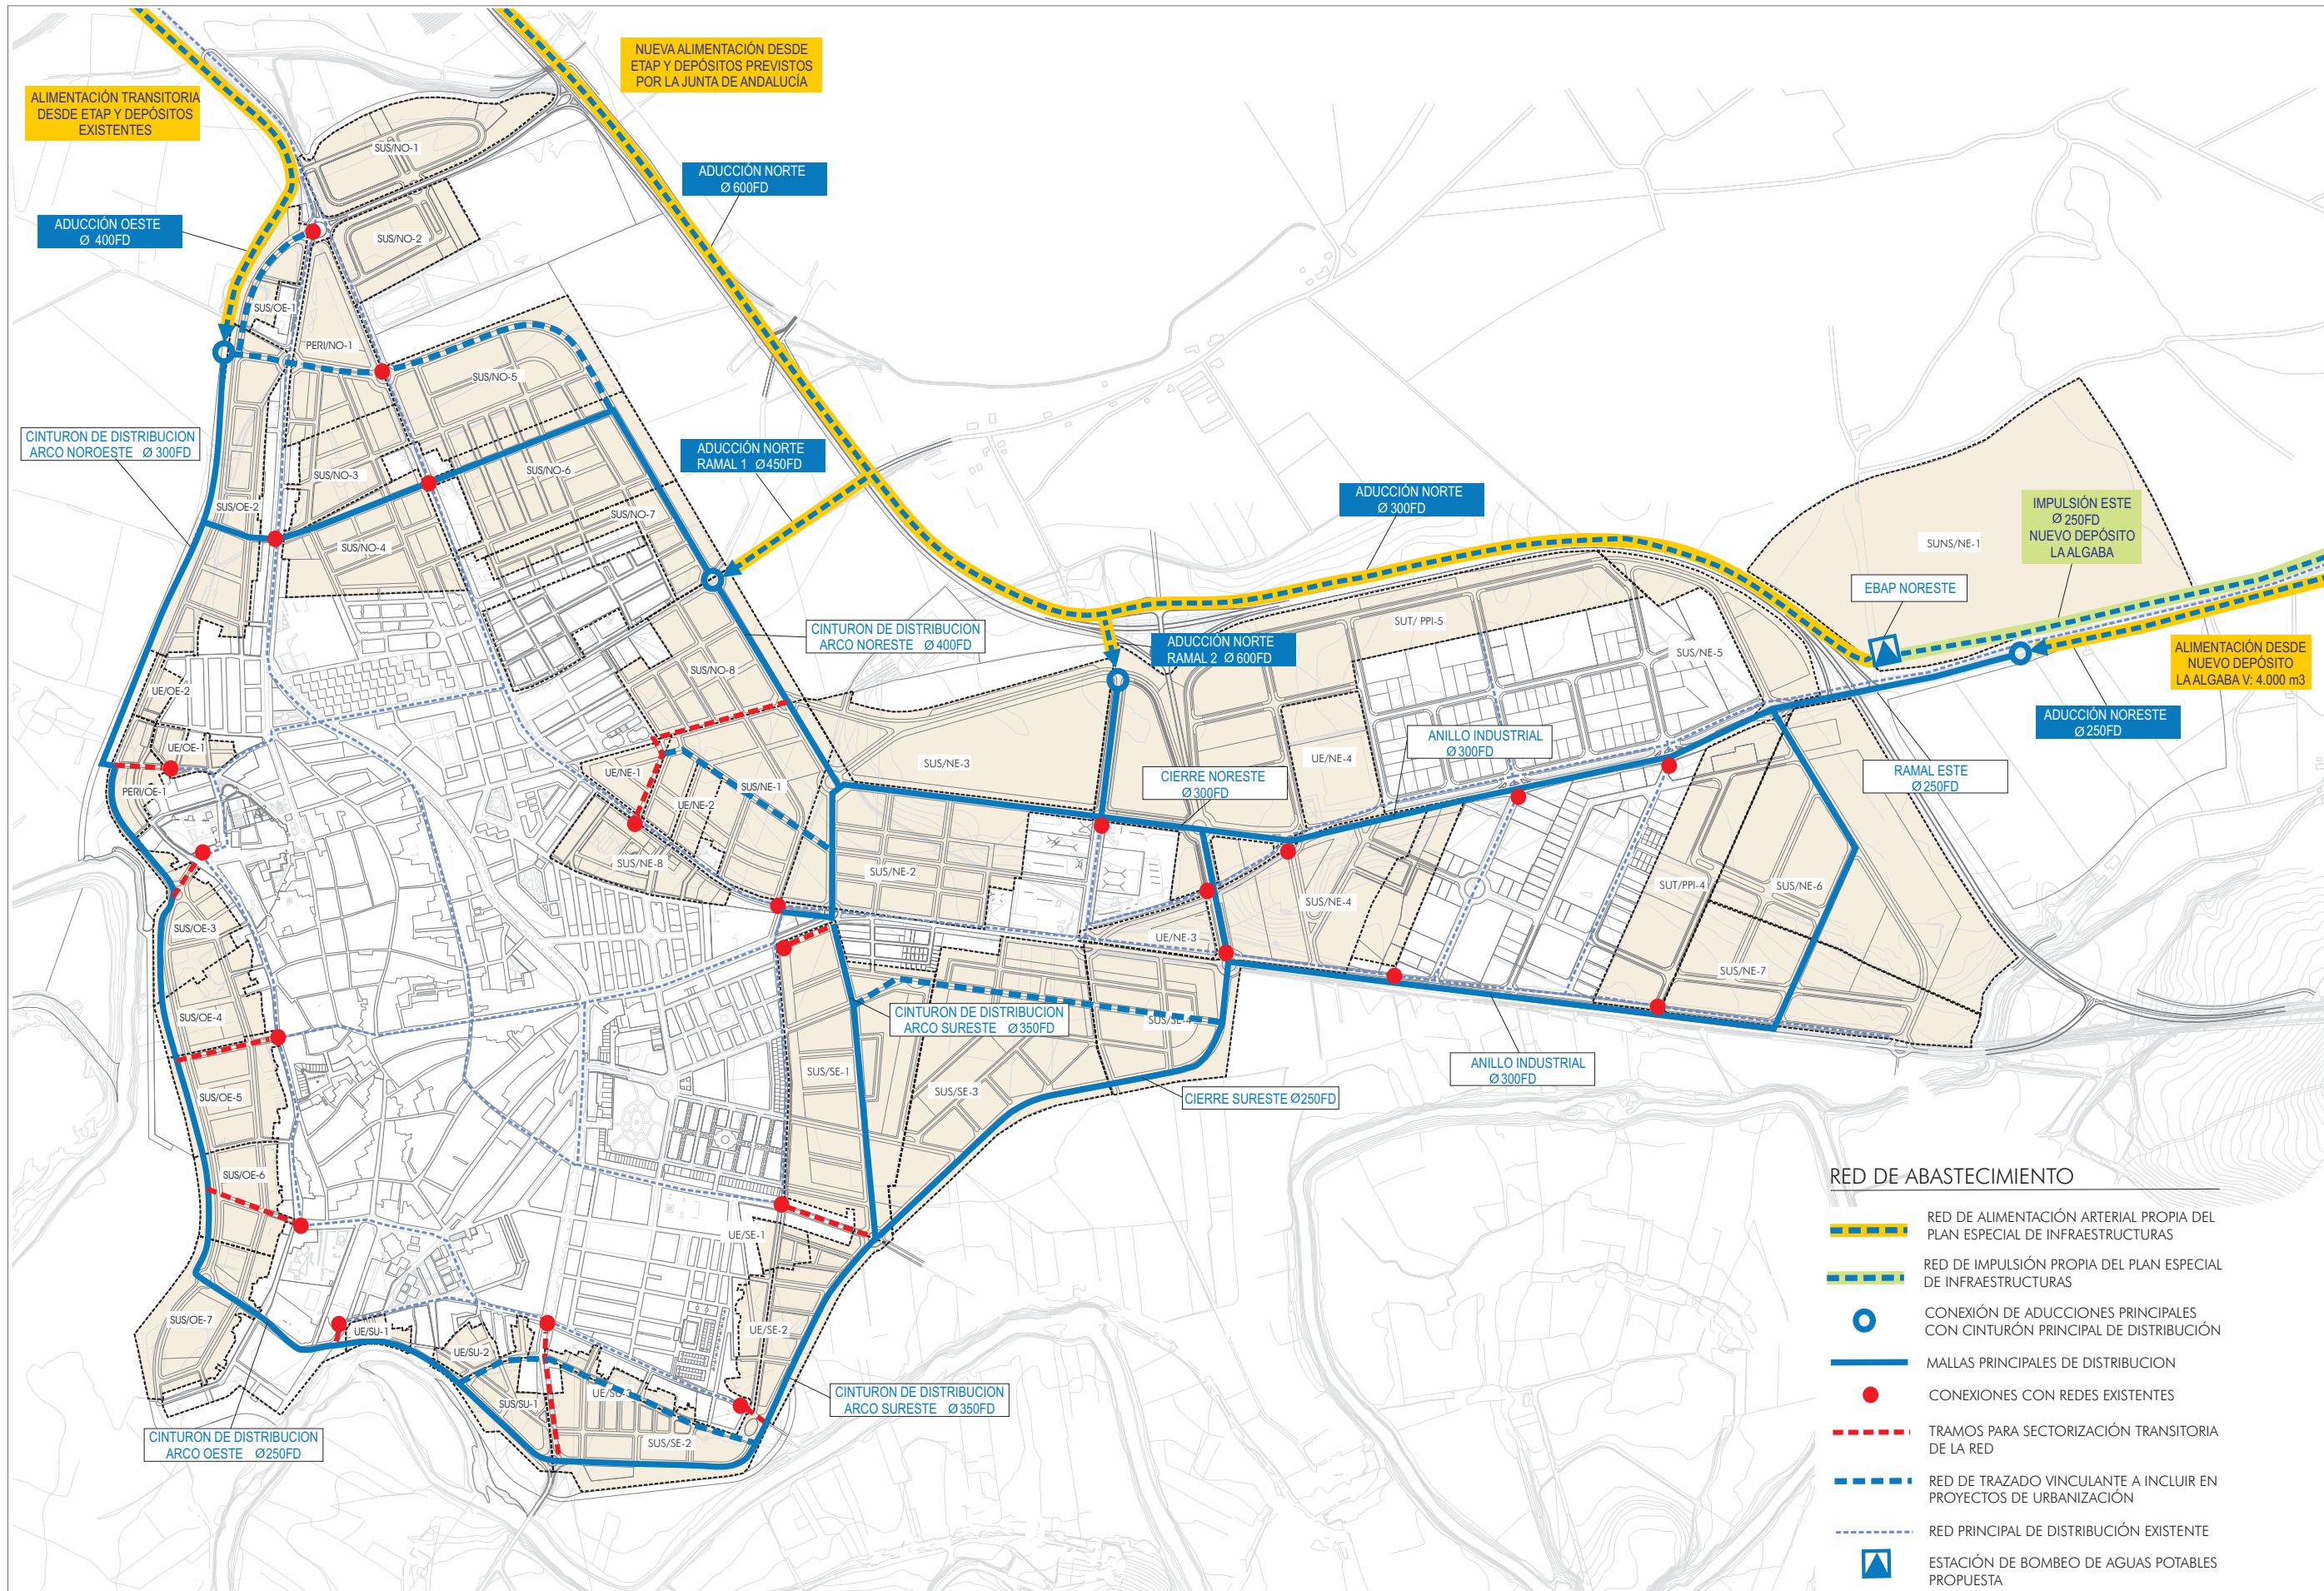 NUEVA ALIMENTACIÓN DESDE
ETAP Y DEPÓSITOS PREVISTOS
POR LA JUNTA DE ANDALUCÍA
ALIMENTACIÓN TRANSITORIA
DESDE ETAP Y DEPÓSITOS
EXISTENTES
SUS/NO-1
ADUCCIÓN NORTE
Ø 600FD
ADUCCIÓN OESTE
Ø 400FD
SUS/NO-2
SUS/OE-1
PERI/NO-1
SUS/NO-5
CINTURON DE DISTRIBUCION
ARCO NOROESTE Ø 300FD
ADUCCIÓN NORTE
RAMAL 1 Ø 450FD
SUS/NO-3
SUS/NO-6
SUS/OE-2
SUS/NO-7
SUS/NO-4
ADUCCIÓN NORTE
Ø 300FD
IMPULSIÓN ESTE
Ø 250FD
NUEVO DEPÓSITO
LA ALGABA
SUNS/NE-1
EBAP NORESTE
CINTURON DE DISTRIBUCION
ARCO NORESTE Ø 400FD
SUT/ PPI-5
ADUCCIÓN NORTE
RAMAL 2 Ø 600FD
SUS/NE-5
ALIMENTACIÓN DESDE
NUEVO DEPÓSITO
LA ALGABA V: 4.000 m3
SUS/NO-8
UE/OE-2
ADUCCIÓN NORESTE
Ø 250FD
UE/OE-1
ANILLO INDUSTRIAL
Ø 300FD
SUS/NE-3
UE/NE-4
UE/NE-1
SUS/NE-1
CIERRE NORESTE
Ø 300FD
RAMAL ESTE
Ø 250FD
PERI/OE-1
UE/NE-2
SUS/NE-8
SUS/NE-2
SUT/PPI-4
SUS/NE-6
SUS/NE-4
SUS/OE-3
UE/NE-3
SUS/NE-7
SUS/OE-4
CINTURON DE DISTRIBUCION
ARCO SURESTE Ø 350FD
SUS/SE-4
SUS/OE-5
SUS/SE-1
ANILLO INDUSTRIAL
Ø 300FD
SUS/SE-3
CIERRE SURESTE Ø 250FD
SUS/OE-6
UE/SE-1
SUS/OE-7
UE/SU-1
UE/SE-2
UE/SU-2
UE/SU-3
SUS/SU-1
CINTURON DE DISTRIBUCION
ARCO SURESTE Ø 350FD
SUS/SE-2
CINTURON DE DISTRIBUCION
ARCO OESTE Ø 250FD
RED DE ABASTECIMIENTO
RED DE ALIMENTACIÓN ARTERIAL PROPIA DEL
PLAN ESPECIAL DE INFRAESTRUCTURAS
RED DE IMPULSIÓN PROPIA DEL PLAN ESPECIAL
DE INFRAESTRUCTURAS
CONEXIÓN DE ADUCCIONES PRINCIPALES
CON CINTURÓN PRINCIPAL DE DISTRIBUCIÓN
MALLAS PRINCIPALES DE DISTRIBUCION
CONEXIONES CON REDES EXISTENTES
TRAMOS PARA SECTORIZACIÓN TRANSITORIA
DE LA RED
RED DE TRAZADO VINCULANTE A INCLUIR EN
PROYECTOS DE URBANIZACIÓN
RED PRINCIPAL DE DISTRIBUCIÓN EXISTENTE
ESTACIÓN DE BOMBEO DE AGUAS POTABLES
PROPUESTA